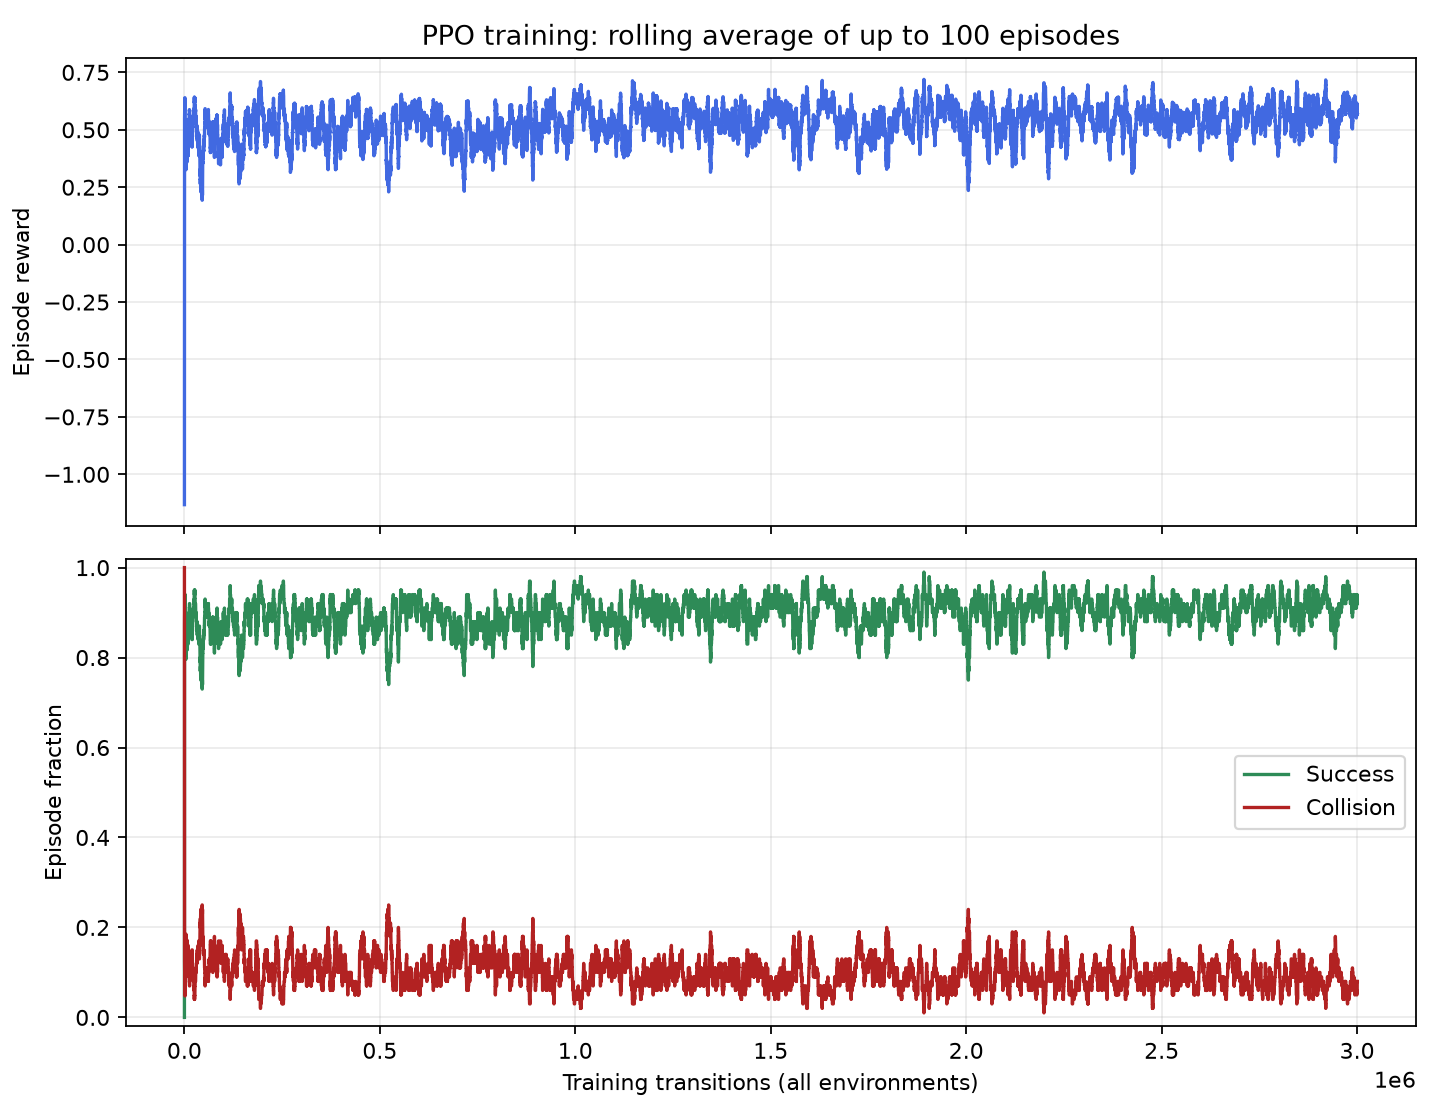 PPO training: rolling average of up to 100 episodes
0.75
0.50
0.25
0.00
−0.25
−0.50
−0.75
−1.00
Episode reward
1.0
0.8
0.6
0.4
0.2
0.0
Episode fraction
Success
Collision
0.0 0.5 1.0 1.5 2.0 2.5 3.0
1e6
Training transitions (all environments)